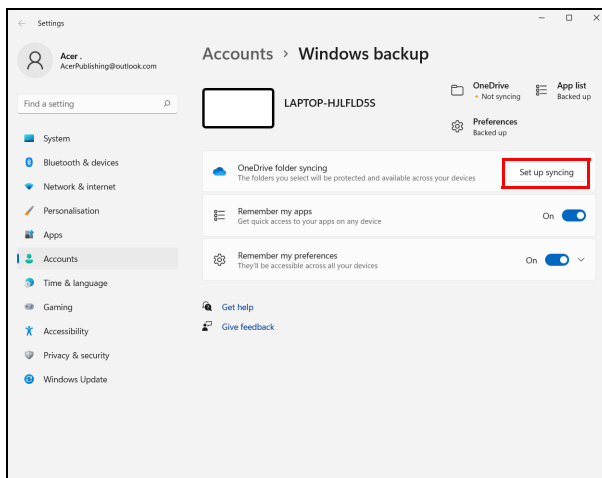 Settings
Acer .
AcerPublishing@outlook.com
Find a setting
System
Bluetooth & devices
Network & internet
Personalisation
Apps
Accounts
Time & language
Gaming
Accessibility
Privacy & security
Windows Update
Accounts > Windows backup
LAPTOP-HJLFLD5S
OneDrive
• Not syncing
App list
Backed up
Preferences
Backed up
OneDrive folder syncing
The folders you select will be protected and available across your devices
Set up syncing
Remember my apps
Get quick access to your apps on any device
On
Remember my preferences
They'll be accessible across all your devices
On
Get help
Give feedback